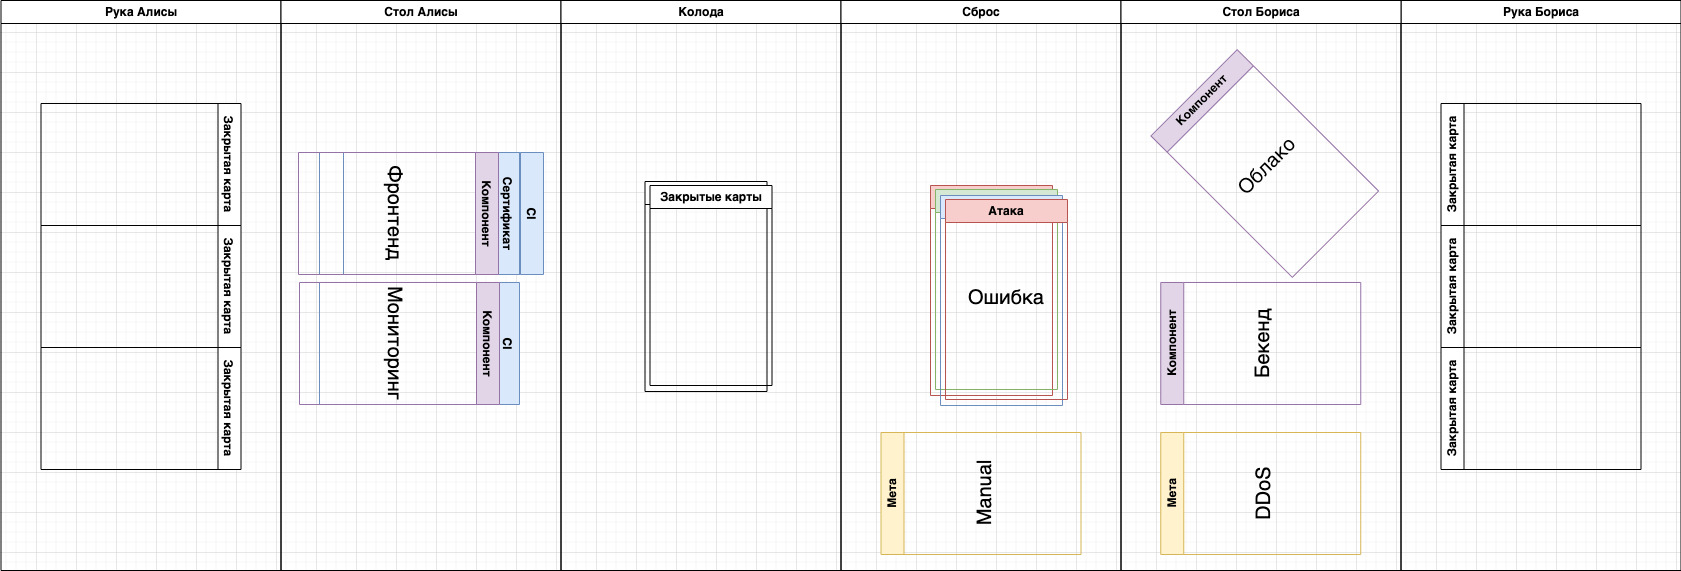 Рука Алисы
Стол Алисы
Колода
Сброс
Стол Бориса
Рука Бориса
Закрытая карта
Закрытая карта
Закрытая карта
Фронтенд
Компонент
Сертификат
CI
Мониторинг
Компонент
CI
Закрытые карты
Атака
Ошибка
Мета
Manual
Компонент
Облако
Компонент
Бекенд
Мета
DDoS
Закрытая карта
Закрытая карта
Закрытая карта